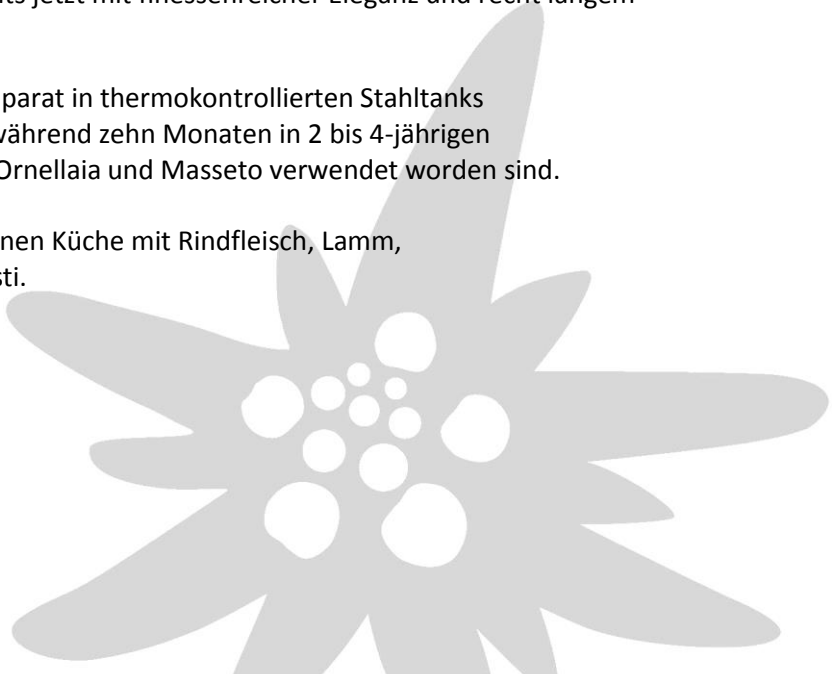 jetzt mit finessenreicher Eleganz und recht langem
parat in thermokontrollierten Stahltanks
während zehn Monaten in 2 bis 4-jährigen
Ornellaia und Masseto verwendet worden sind.
nen Küche mit Rindfleisch, Lamm,
sti.